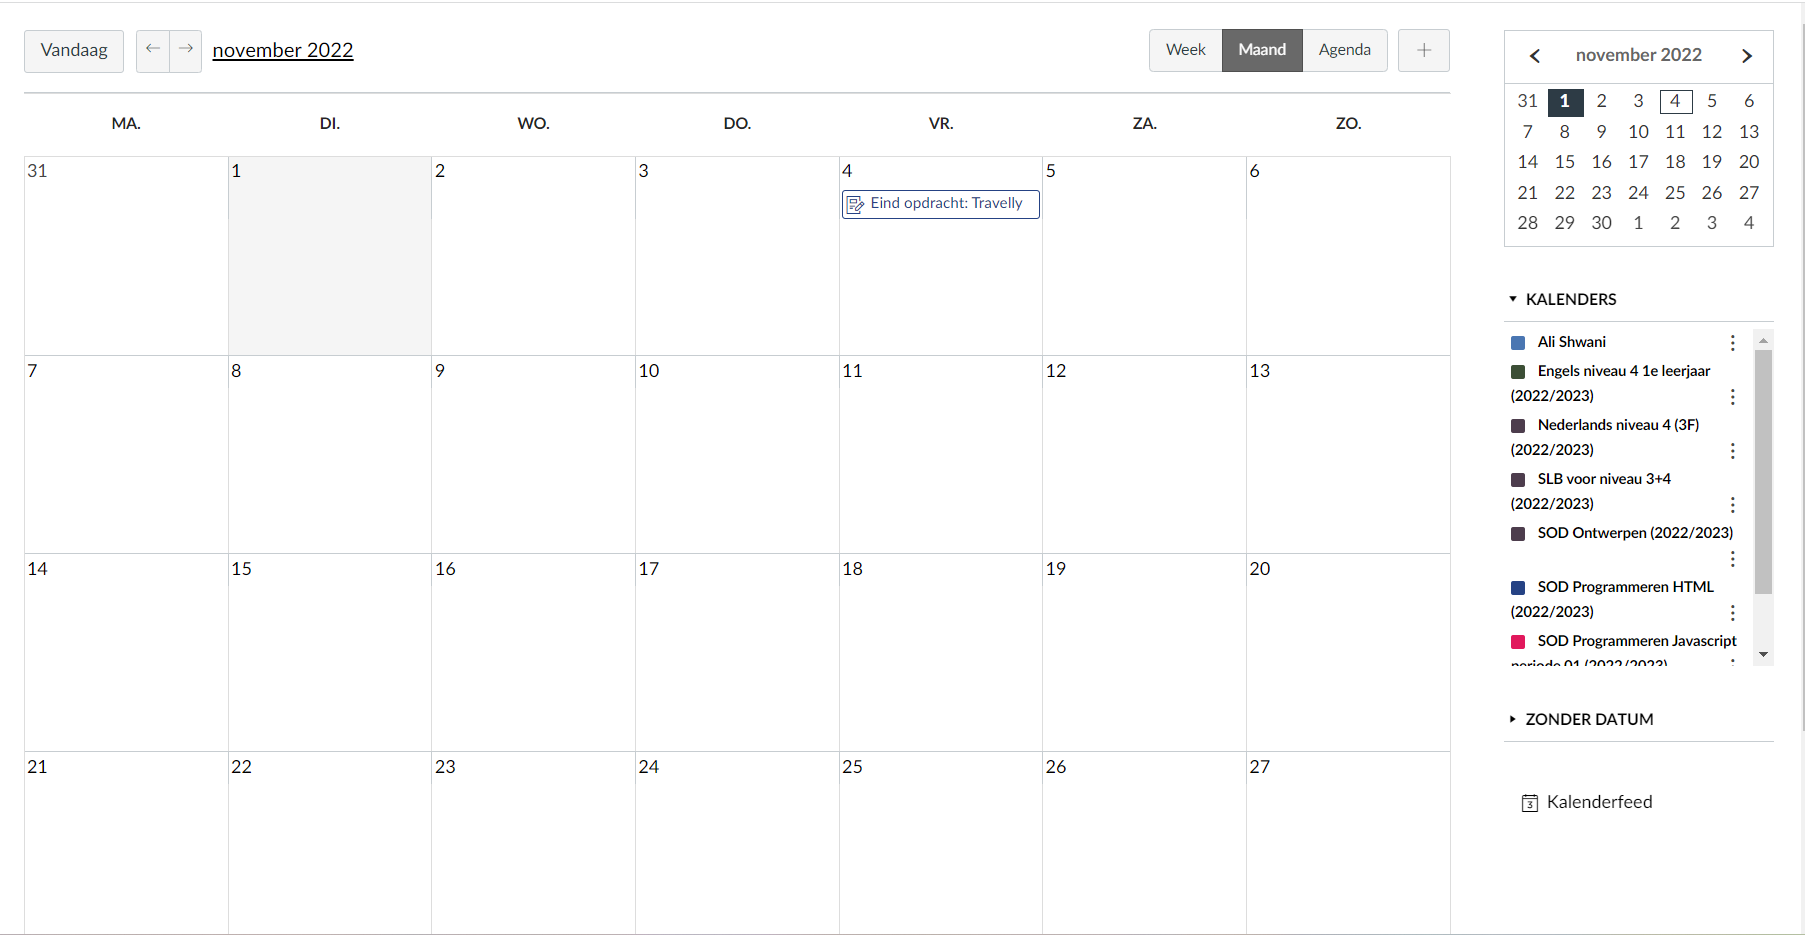 Vandaag ← → november 2022 Week Maand Agenda +
MA. DI. WO. DO. VR. ZA. ZO.
31 1 2 3 4 5 6
Eind opdracht: Travelly
7 8 9 10 11 12 13
14 15 16 17 18 19 20
21 22 23 24 25 26 27
november 2022
31 1 2 3 4 5 6
7 8 9 10 11 12 13
14 15 16 17 18 19 20
21 22 23 24 25 26 27
28 29 30 1 2 3 4
KALENDERS
Ali Shwani
Engels niveau 4 1e leerjaar
(2022/2023)
Nederlands niveau 4 (3F)
(2022/2023)
SLB voor niveau 3+4
(2022/2023)
SOD Ontwerpen (2022/2023)
SOD Programmeren HTML
(2022/2023)
SOD Programmeren Javascript
periode 01 (2022/2023)
ZONDER DATUM
3 Kalenderfeed